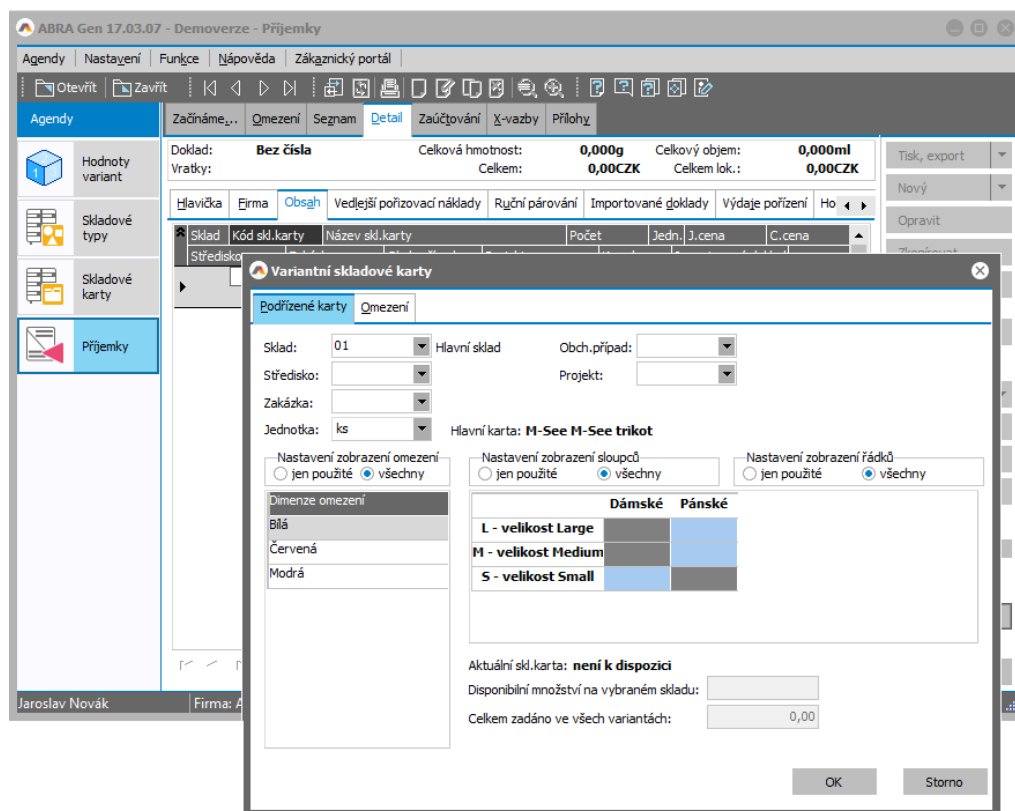 ABRA Gen 17.03.07 - Demoverze - Příjemky
Agendy Nastavení Funkce Nápověda Zákaznický portál
Otevřít Zavřít
Agendy
Začínáme... Omezení Seznam Detail Zaúčtování X-vazby Přílohy
Hodnoty variant
Skladové typy
Skladové karty
Příjemky
Doklad: Bez čísla Celková hmotnost: 0,000g Celkový objem: 0,000ml
Vratky: Celkem: 0,00CZK Celkem lok.: 0,00CZK
Tisk, export
Nový
Opravit
Hlavička Firma Obsah Vedlejší pořizovací náklady Ruční párování Importované doklady Výdaje pořízení Ho
Sklad Kód skl.karty Název skl.karty Počet Jedn. J.cena C.cena
Středisko
Variantní skladové karty
Podřízené karty Omezení
Sklad: 01 Hlavní sklad Obch.případ:
Středisko: Projekt:
Zakázka:
Jednotka: ks Hlavní karta: M-See M-See trikot
Nastavení zobrazení omezení Nastavení zobrazení sloupců Nastavení zobrazení řádků
jen použité všechny jen použité všechny jen použité všechny
Dimenze omezení
Bílá
Červená
Modrá
Dámské Pánské
L - velikost Large
M - velikost Medium
S - velikost Small
Aktuální skl.karta: není k dispozici
Disponibilní množství na vybraném skladu:
Celkem zadáno ve všech variantách: 0,00
OK Storno
Jaroslav Novák Firma: A